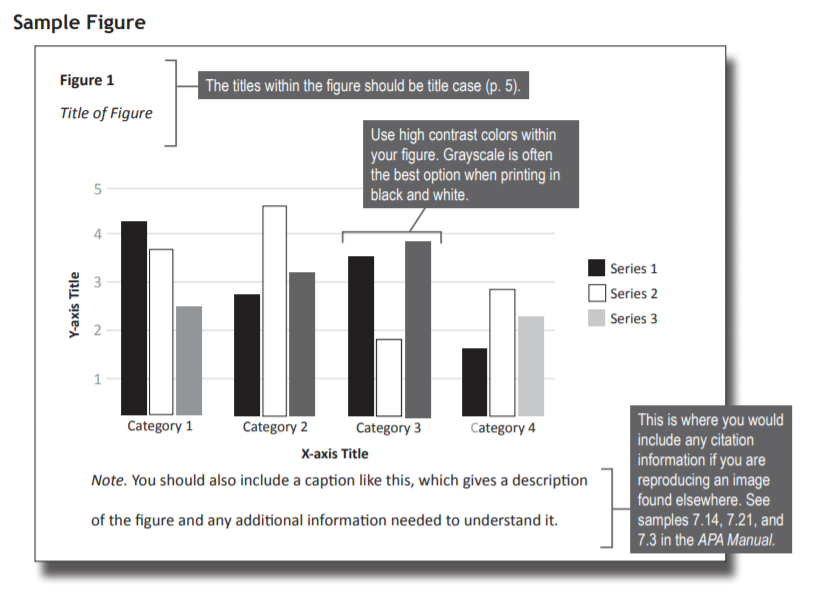 Sample Figure
Figure 1
Title of Figure
The titles within the figure should be title case (p. 5).
Use high contrast colors within
your figure. Grayscale is often
the best option when printing in
black and white.
5
4
3
2
1
Y-axis Title
Category 1
Category 2
Category 3
Category 4
X-axis Title
Series 1
Series 2
Series 3
Note. You should also include a caption like this, which gives a description
of the figure and any additional information needed to understand it.
This is where you would
include any citation
information if you are
reproducing an image
found elsewhere. See
samples 7.14, 7.21, and
7.3 in the APA Manual.